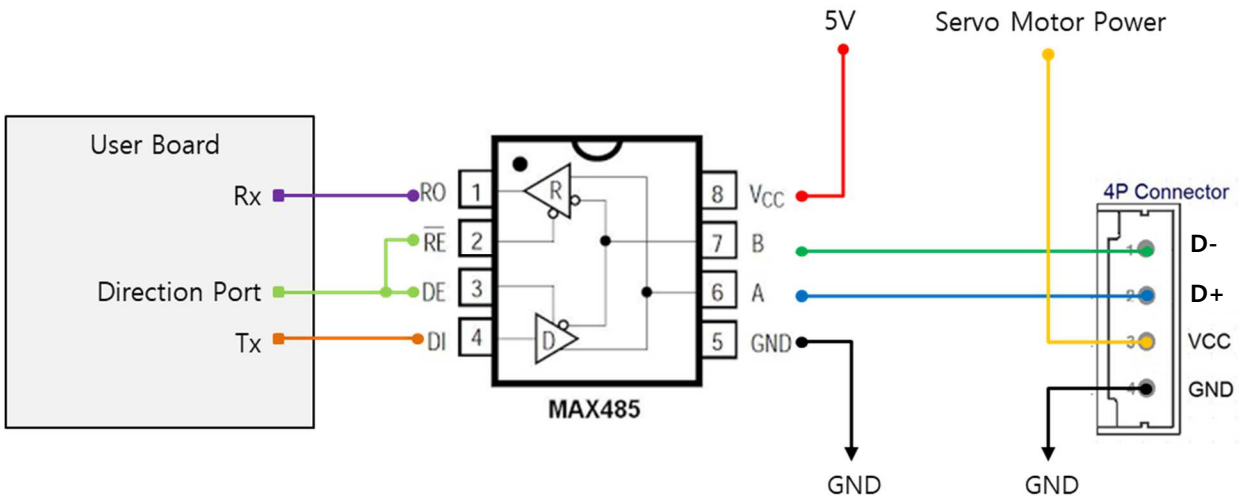 5V
Servo Motor Power
User Board
Rx
Direction Port
Tx
RO
RE
DE
DI
1
2
3
4
R
D
8
7
6
5
VCC
B
A
GND
MAX485
GND
GND
4P Connector
1
2
3
4
D-
D+
VCC
GND